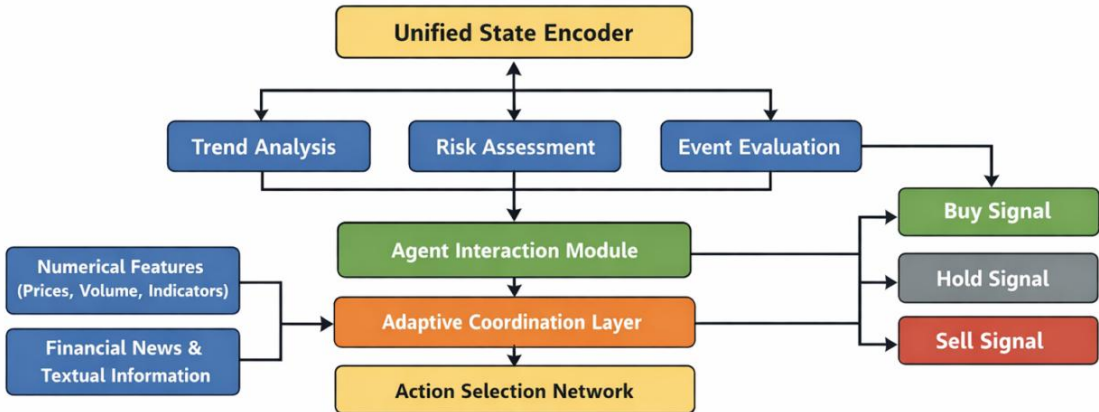 Unified State Encoder
Trend Analysis
Risk Assessment
Event Evaluation
Buy Signal
Agent Interaction Module
Numerical Features
(Prices, Volume, Indicators)
Hold Signal
Adaptive Coordination Layer
Sell Signal
Financial News &
Textual Information
Action Selection Network